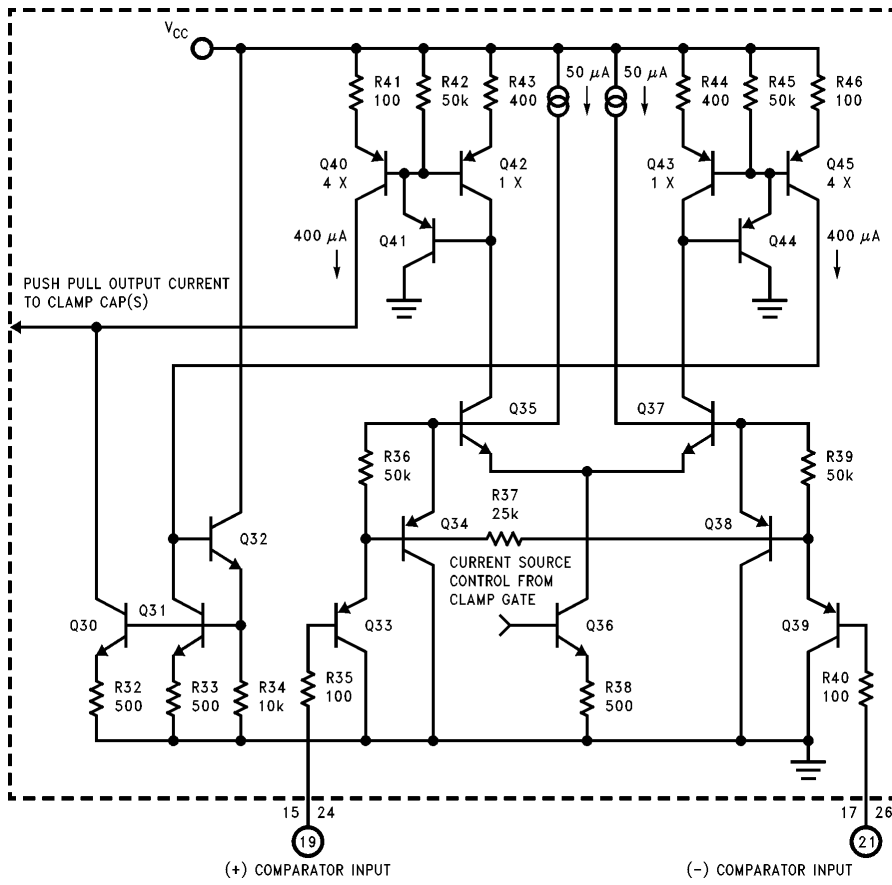 VCC
R41
100
R42
50k
R43
400
50 μA
50 μA
R44
400
R45
50k
R46
100
Q40
4 X
Q42
1 X
Q43
1 X
Q45
4 X
400 μA
Q41
Q44
400 μA
PUSH PULL OUTPUT CURRENT
TO CLAMP CAP(S)
Q35
Q37
R36
50k
R39
50k
R37
25k
Q32
Q34
Q38
CURRENT SOURCE
CONTROL FROM
CLAMP GATE
Q30
Q31
Q33
Q36
Q39
R32
500
R33
500
R34
10k
R35
100
R38
500
R40
100
15
24
17
26
19
21
(+) COMPARATOR INPUT
(-) COMPARATOR INPUT